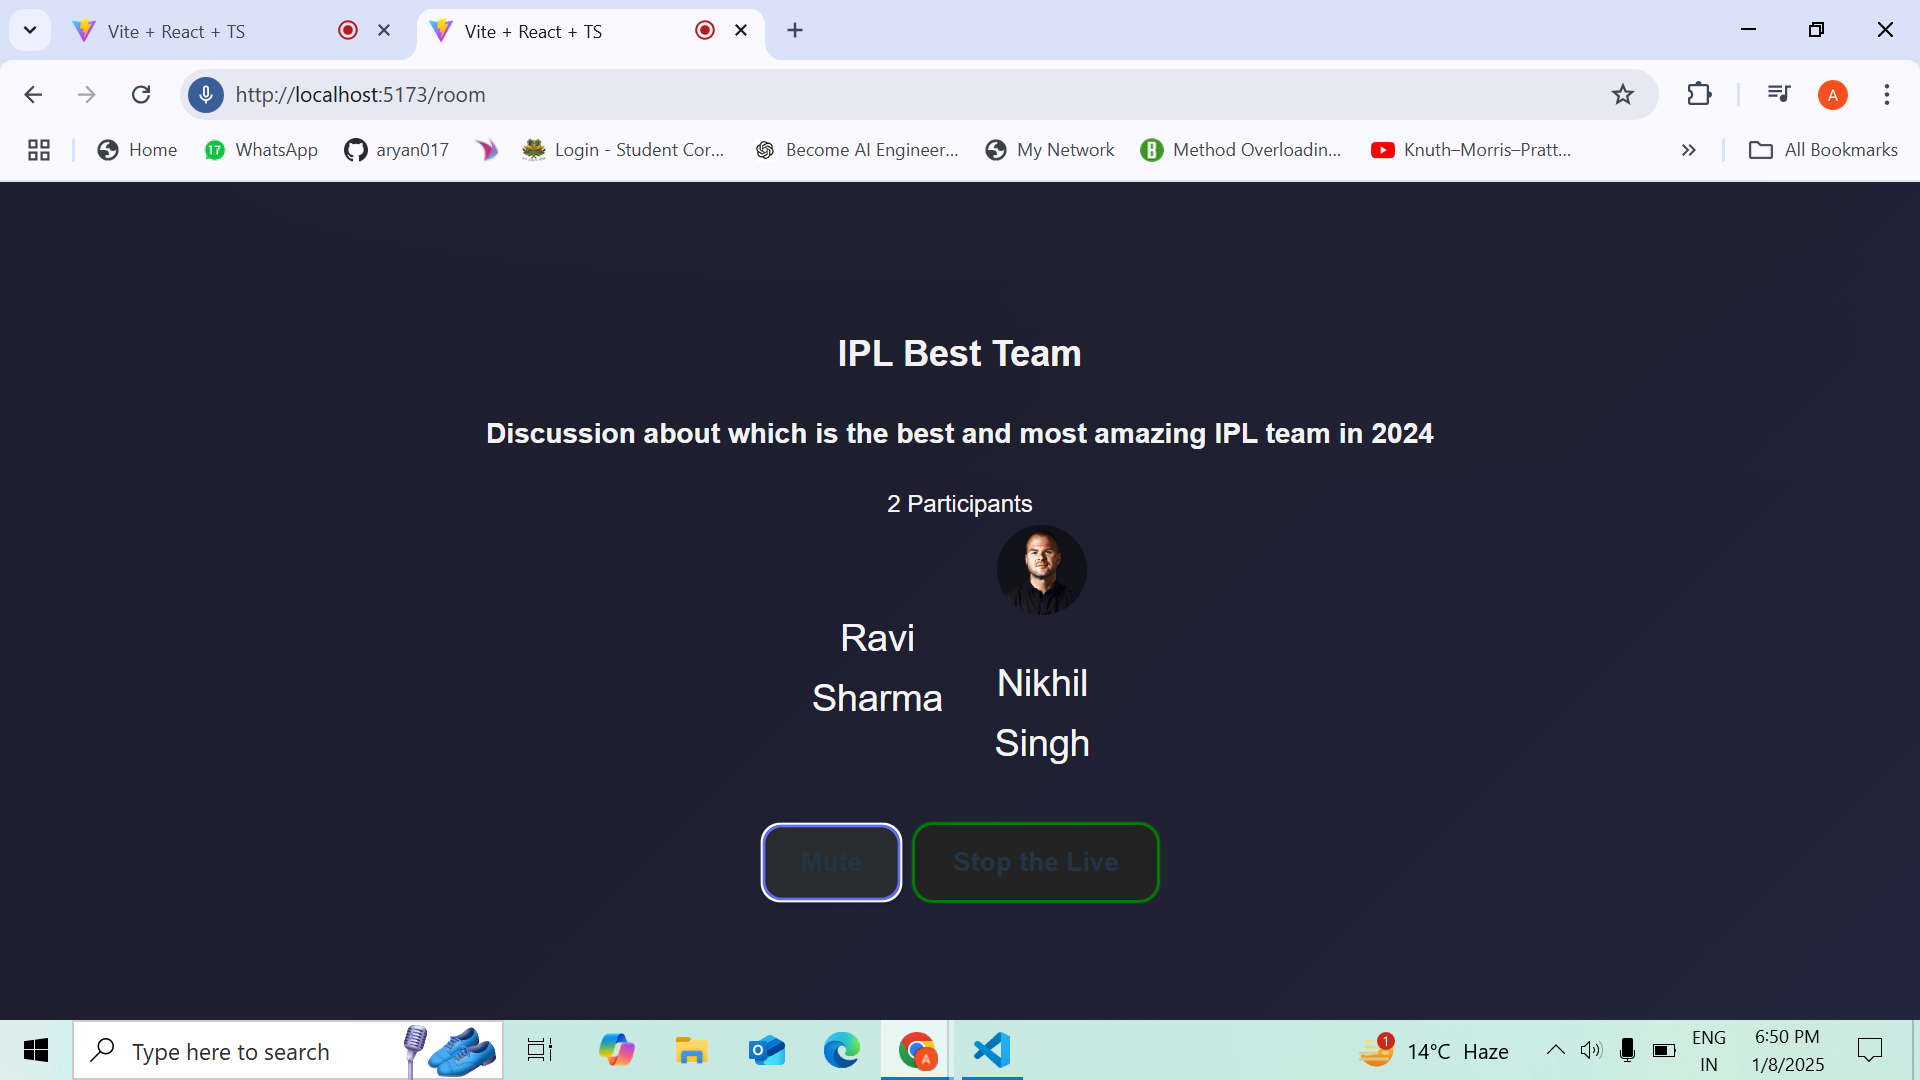 Vite + React + TS
Vite + React + TS
http://localhost:5173/room
A
Home
17
WhatsApp
aryan017
Login - Student Cor...
Become AI Engineer...
My Network
B
Method Overloadin...
Knuth–Morris–Pratt...
All Bookmarks
IPL Best Team
Discussion about which is the best and most amazing IPL team in 2024
2 Participants
Ravi
Sharma
Nikhil
Singh
Mute
Stop the Live
Type here to search
A
1
14°C Haze
ENG
IN
6:50 PM
1/8/2025